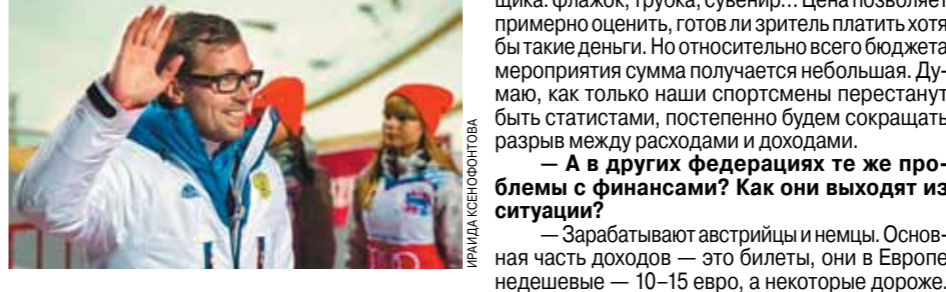 щика: флажок, трубка, сувенир... Цена позволяет
примерно оценить, готов ли зритель платить хотя
бы такие деньги. Но относительно всего бюджета
мероприятия сумма получается небольшая. Ду-
маю, как только наши спортсмены перестанут
быть статистами, постепенно будем сокращать
разрыв между расходами и доходами.
— А в других федерациях те же про-
блемы с финансами? Как они выходят из
ситуации?
— Зарабатывают австрийцы и немцы. Основ-
ная часть доходов — это билеты, они в Европе
недешевые — 10–15 евро, а некоторые дороже.
ИРАИДА КСЕНОФОНТОВА